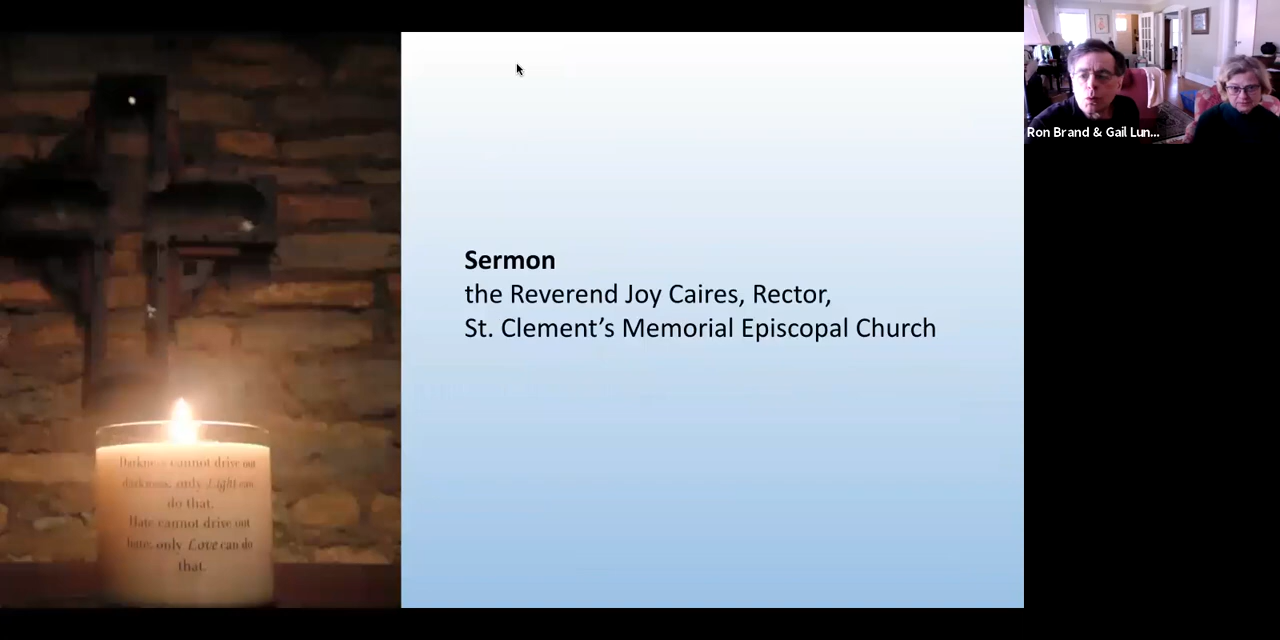 Sermon
the Reverend Joy Caires, Rector,
St. Clement’s Memorial Episcopal Church
Ron Brand & Gail Lun...
Darkness cannot drive out
darkness, only Light can
do that.
Hate cannot drive out
hate, only Love can do
that.